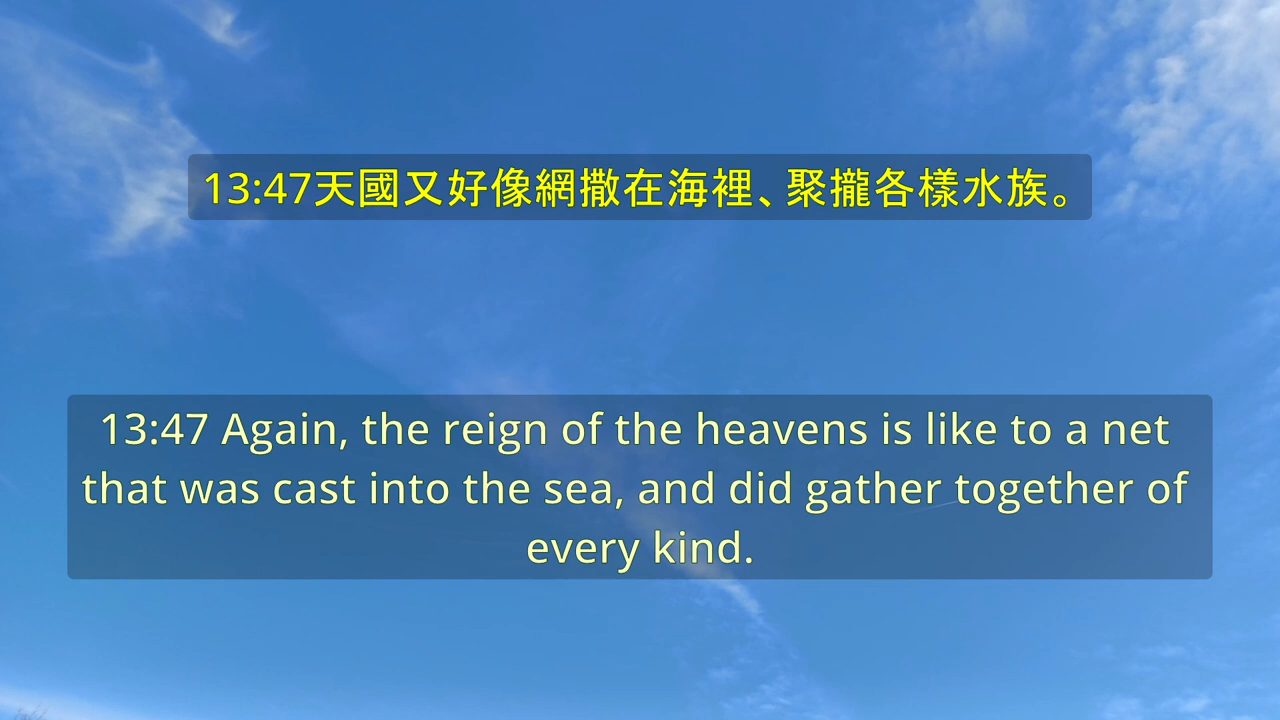 13:47天國又好像網撒在海裡、聚攏各樣水族。
13:47 Again, the reign of the heavens is like to a net
that was cast into the sea, and did gather together of
every kind.